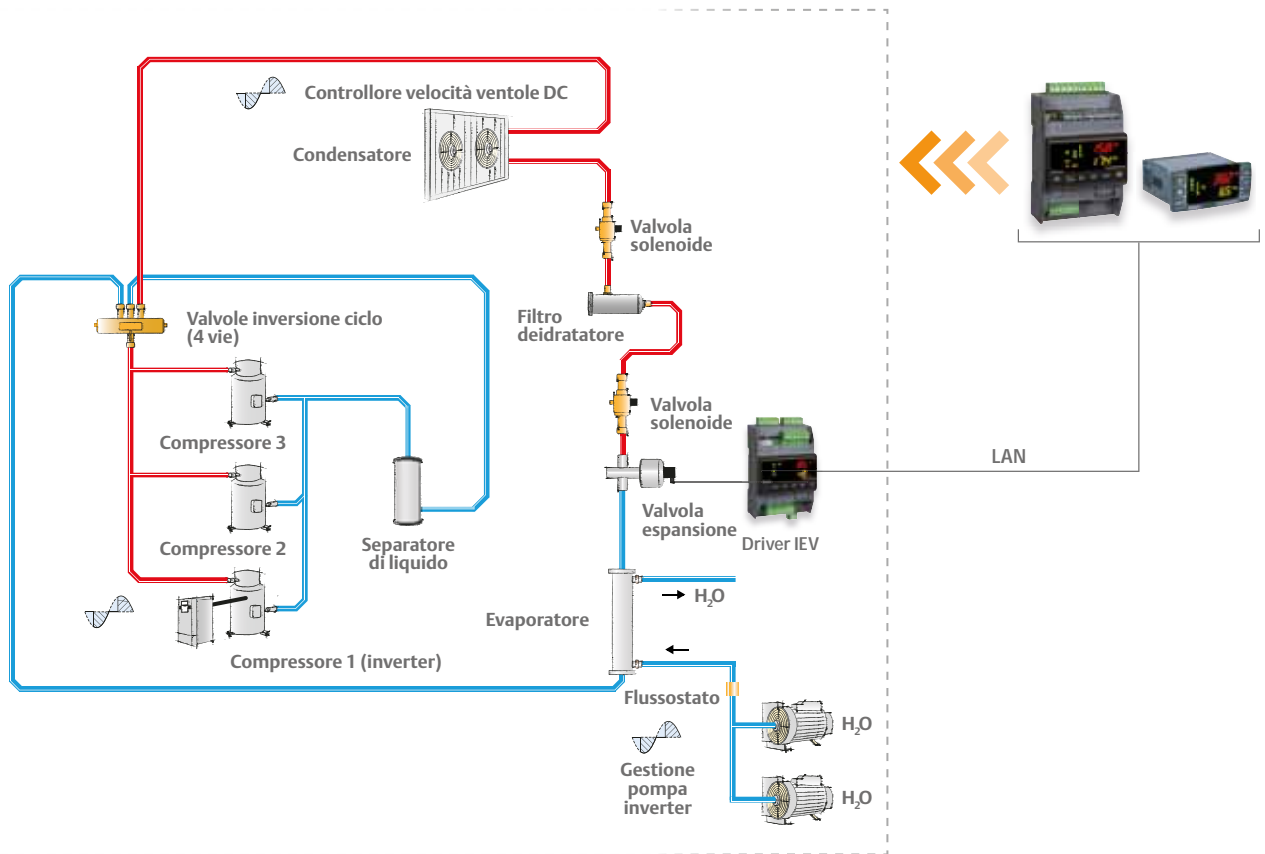 Controllore velocità ventole DC
Condensatore
Valvola
solenoide
Valvole inversione ciclo
(4 vie)
Filtro
deidratatore
Valvola
solenoide
Compressore 3
LAN
Valvola
espansione
Driver IEV
Compressore 2
Separatore
di liquido
H₂O
Evaporatore
Compressore 1 (inverter)
Flussostato
H₂O
Gestione
pompa
inverter
H₂O